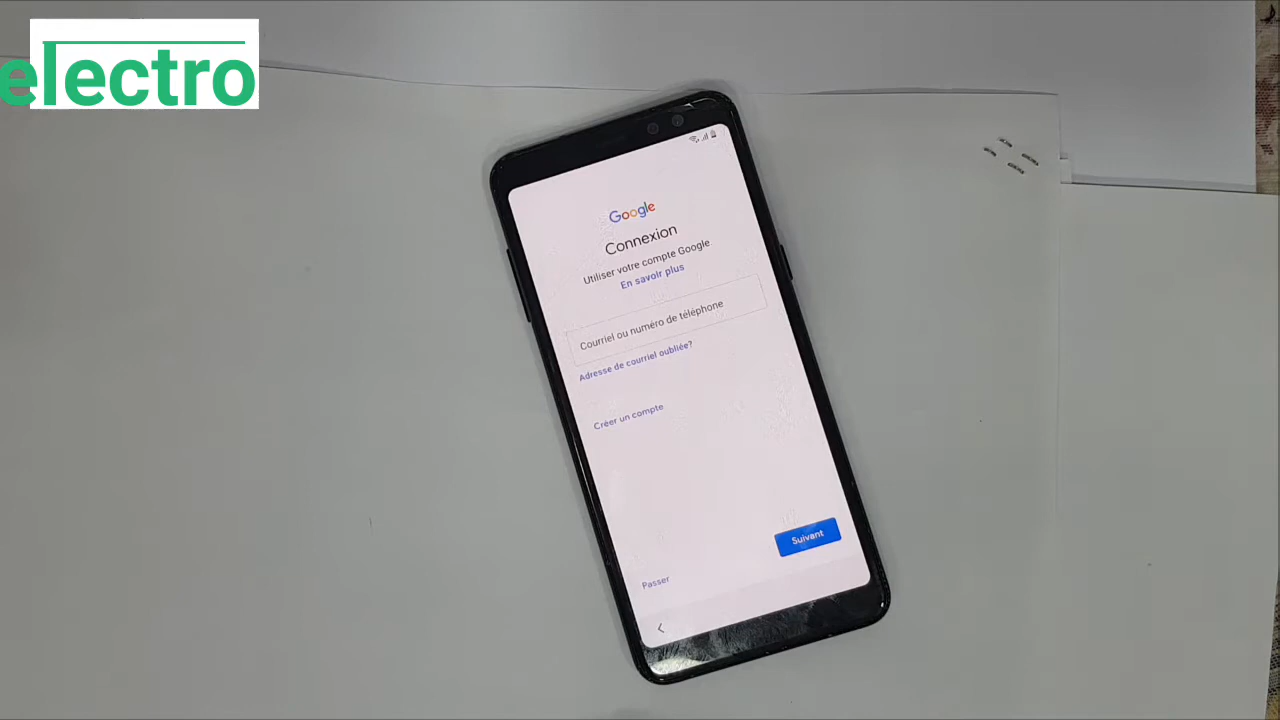 electro
Google
Connexion
Utiliser votre compte Google
En savoir plus
Courriel ou numéro de téléphone
Adresse de courriel oubliée?
Créer un compte
Suivant
Passer